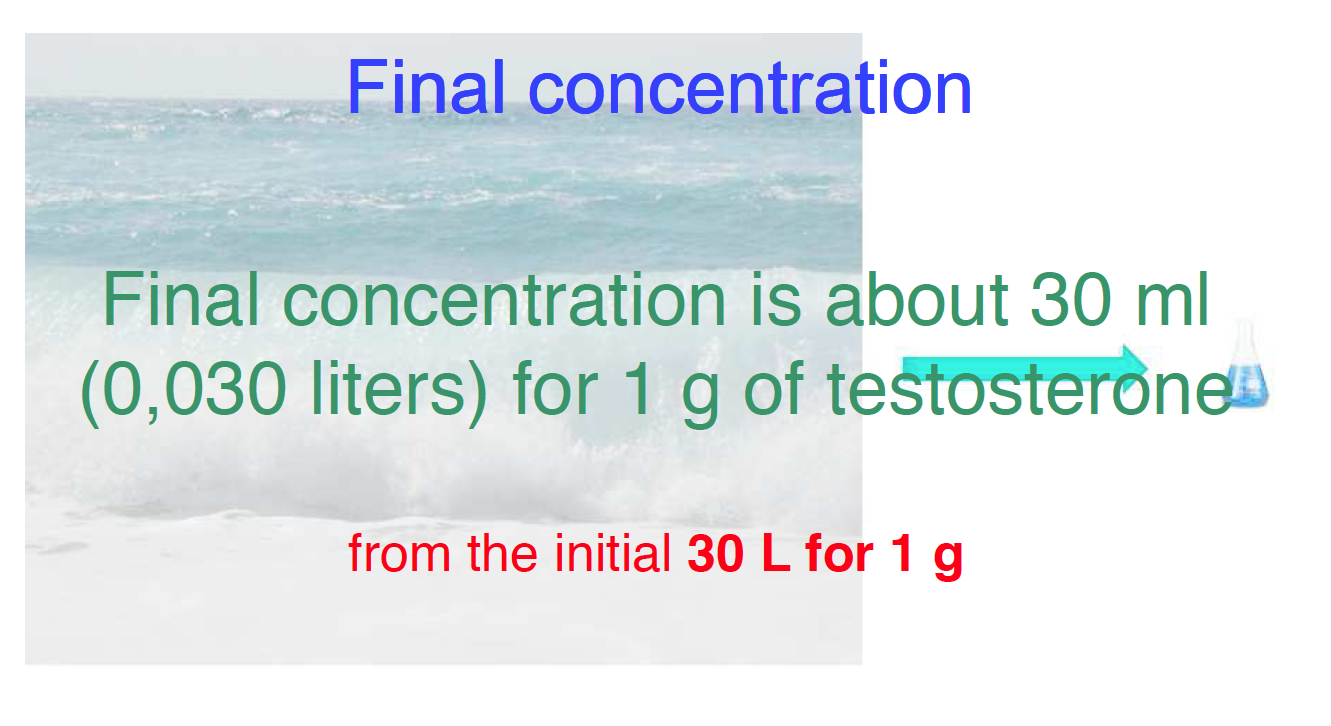 Final concentration
Final concentration is about 30 ml
(0,030 liters) for 1 g of testosterone
from the initial 30 L for 1 g